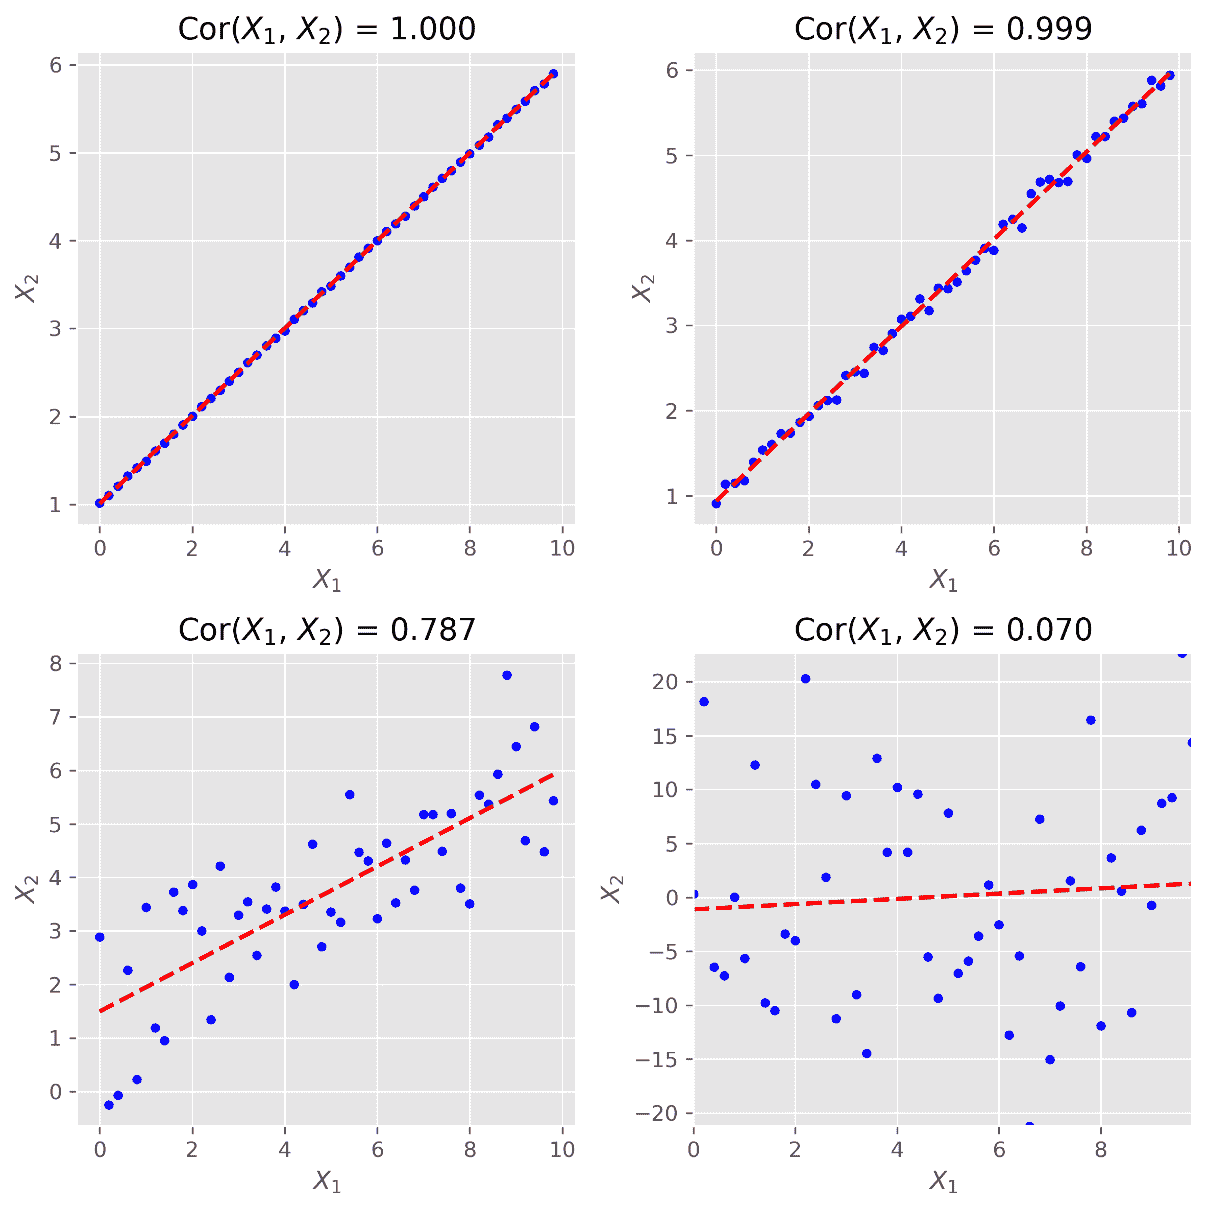 Cor(X₁, X₂) = 1.000
6
5
4
3
2
1
X₂
0 2 4 6 8 10
X₁
Cor(X₁, X₂) = 0.999
6
5
4
3
2
1
X₂
0 2 4 6 8 10
X₁
Cor(X₁, X₂) = 0.787
8
7
6
5
4
3
2
1
0
X₂
0 2 4 6 8 10
X₁
Cor(X₁, X₂) = 0.070
20
15
10
5
0
−5
−10
−15
−20
X₂
0 2 4 6 8
X₁